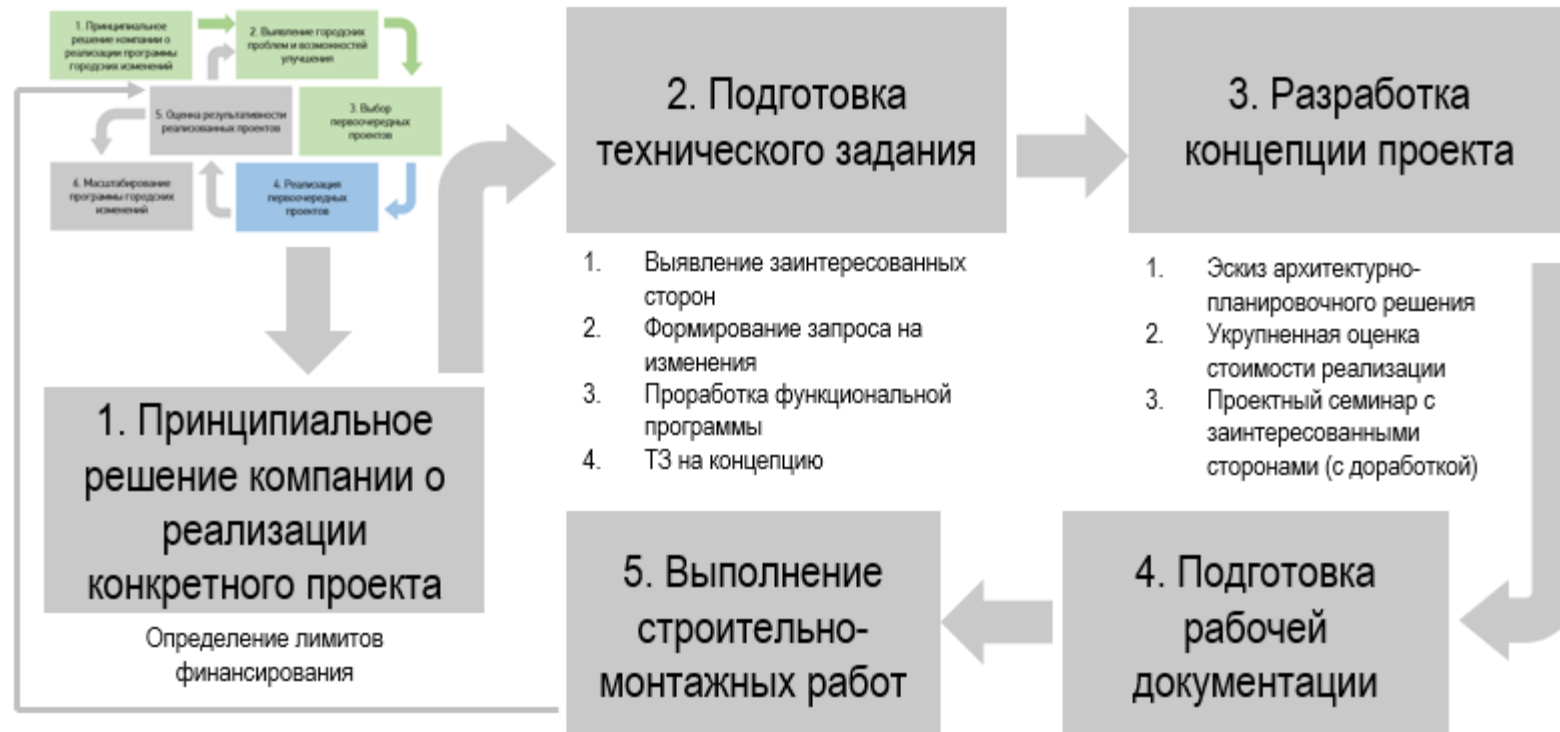 1. Принципиальное
решение компании о
реализации программы
городских изменений
2. Выявление городских
проблем и возможностей
улучшения
5. Оценка результативности
реализованных проектов
3. Выбор
первоочередных
проектов
6. Масштабирование
программы городских
изменений
4. Реализация
первоочередных
проектов
1. Принципиальное
решение компании о
реализации
конкретного проекта
Определение лимитов
финансирования
2. Подготовка
технического задания
1. Выявление заинтересованных
сторон
2. Формирование запроса на
изменения
3. Проработка функциональной
программы
4. ТЗ на концепцию
3. Разработка
концепции проекта
1. Эскиз архитектурно-
планировочного решения
2. Укрупненная оценка
стоимости реализации
3. Проектный семинар с
заинтересованными
сторонами (с доработкой)
4. Подготовка
рабочей
документации
5. Выполнение
строительно-
монтажных работ